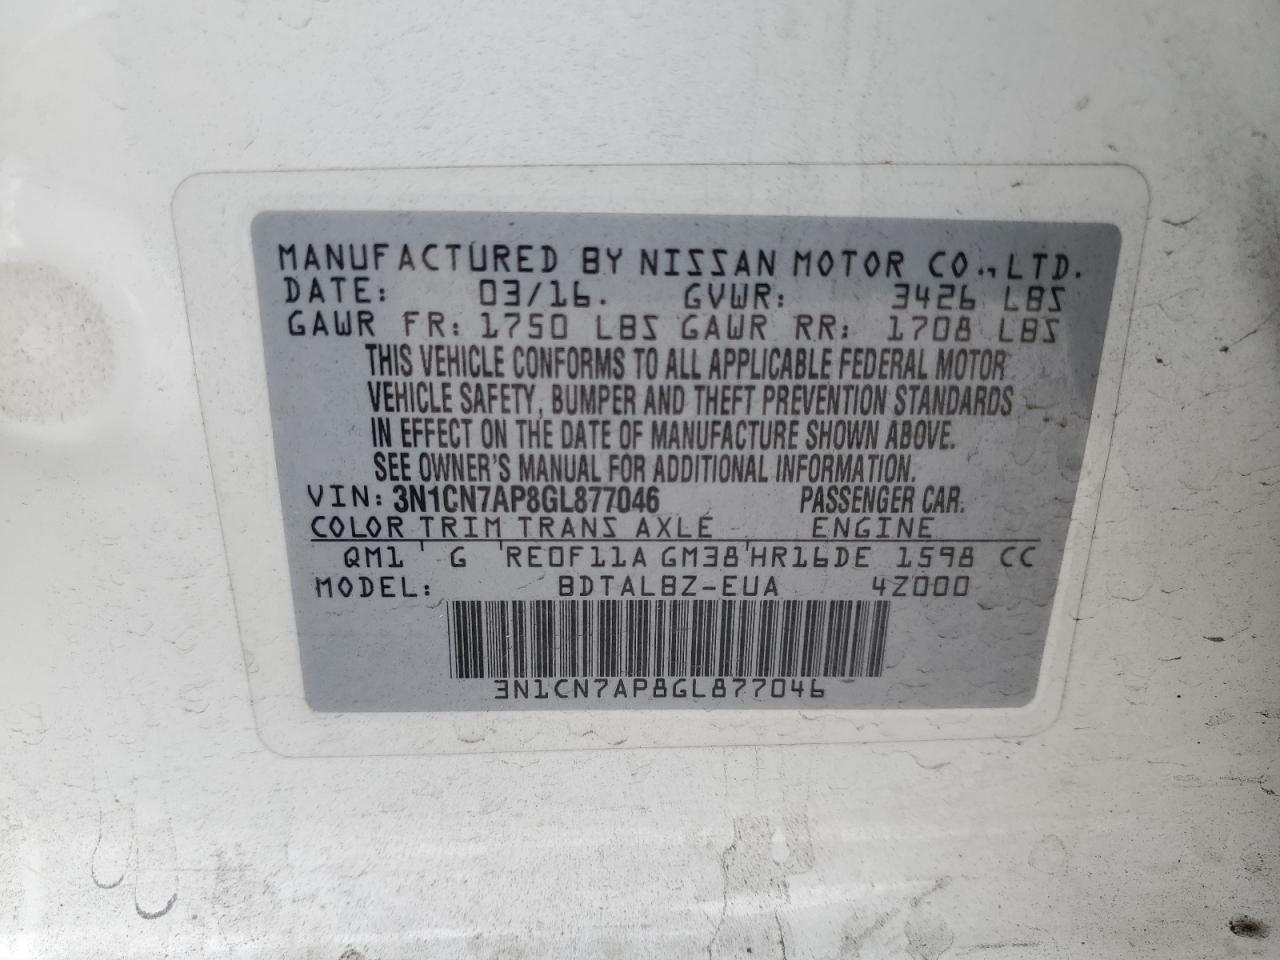 MANUFACTURED BY NISSAN MOTOR CO., LTD.
DATE: 03/16. GVWR: 3426 LBS
GAWR FR: 1750 LBS GAWR RR: 1708 LBS
THIS VEHICLE CONFORMS TO ALL APPLICABLE FEDERAL MOTOR
VEHICLE SAFETY, BUMPER AND THEFT PREVENTION STANDARDS
IN EFFECT ON THE DATE OF MANUFACTURE SHOWN ABOVE.
SEE OWNER'S MANUAL FOR ADDITIONAL INFORMATION.
VIN: 3N1CN7AP8GL877046 PASSENGER CAR.
COLOR TRIM TRANS AXLE ENGINE
QM1 ' G 'RE0F11A GM38'HR16DE 1598 CC
MODEL: BDTALBZ-EUA 4Z000
3N1CN7AP8GL877046